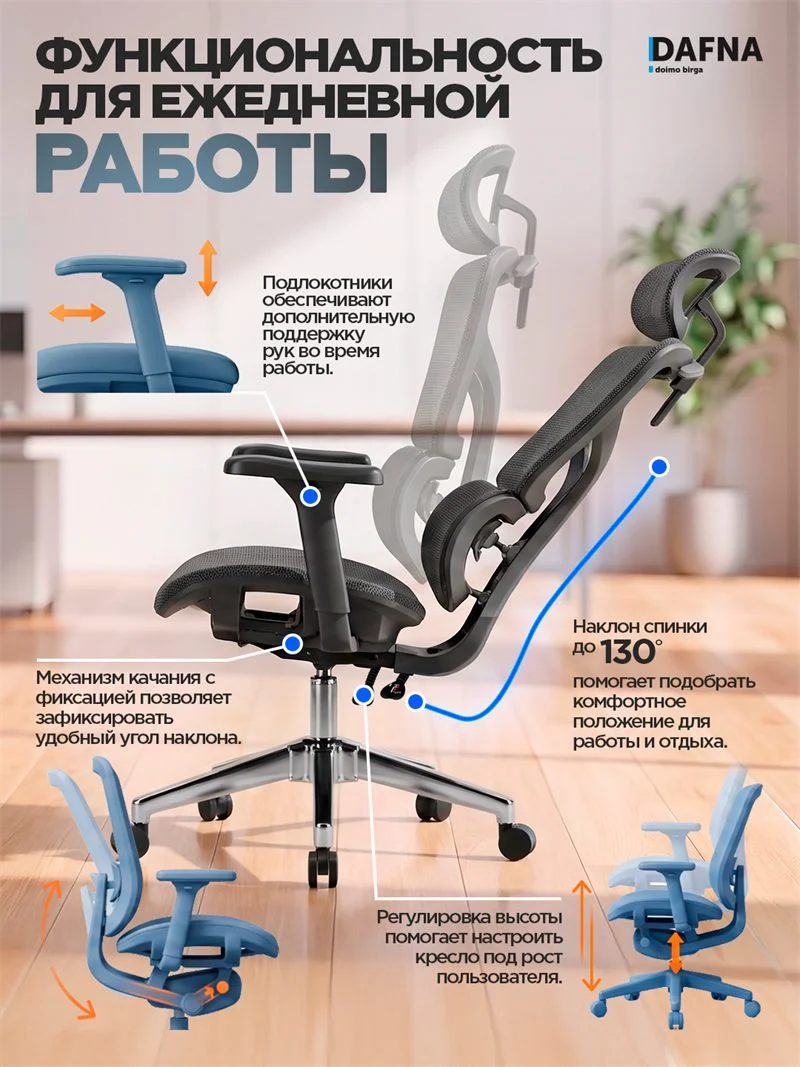 ФУНКЦИОНАЛЬНОСТЬ
ДЛЯ ЕЖЕДНЕВНОЙ
РАБОТЫ
DAFNA
doimo birga
Подлокотники
обеспечивают
дополнительную
поддержку
рук во время
работы.
Наклон спинки
до 130°
помогает подобрать
комфортное
положение для
работы и отдыха.
Механизм качания с
фиксацией позволяет
зафиксировать
удобный угол наклона.
Регулировка высоты
помогает настроить
кресло под рост
пользователя.